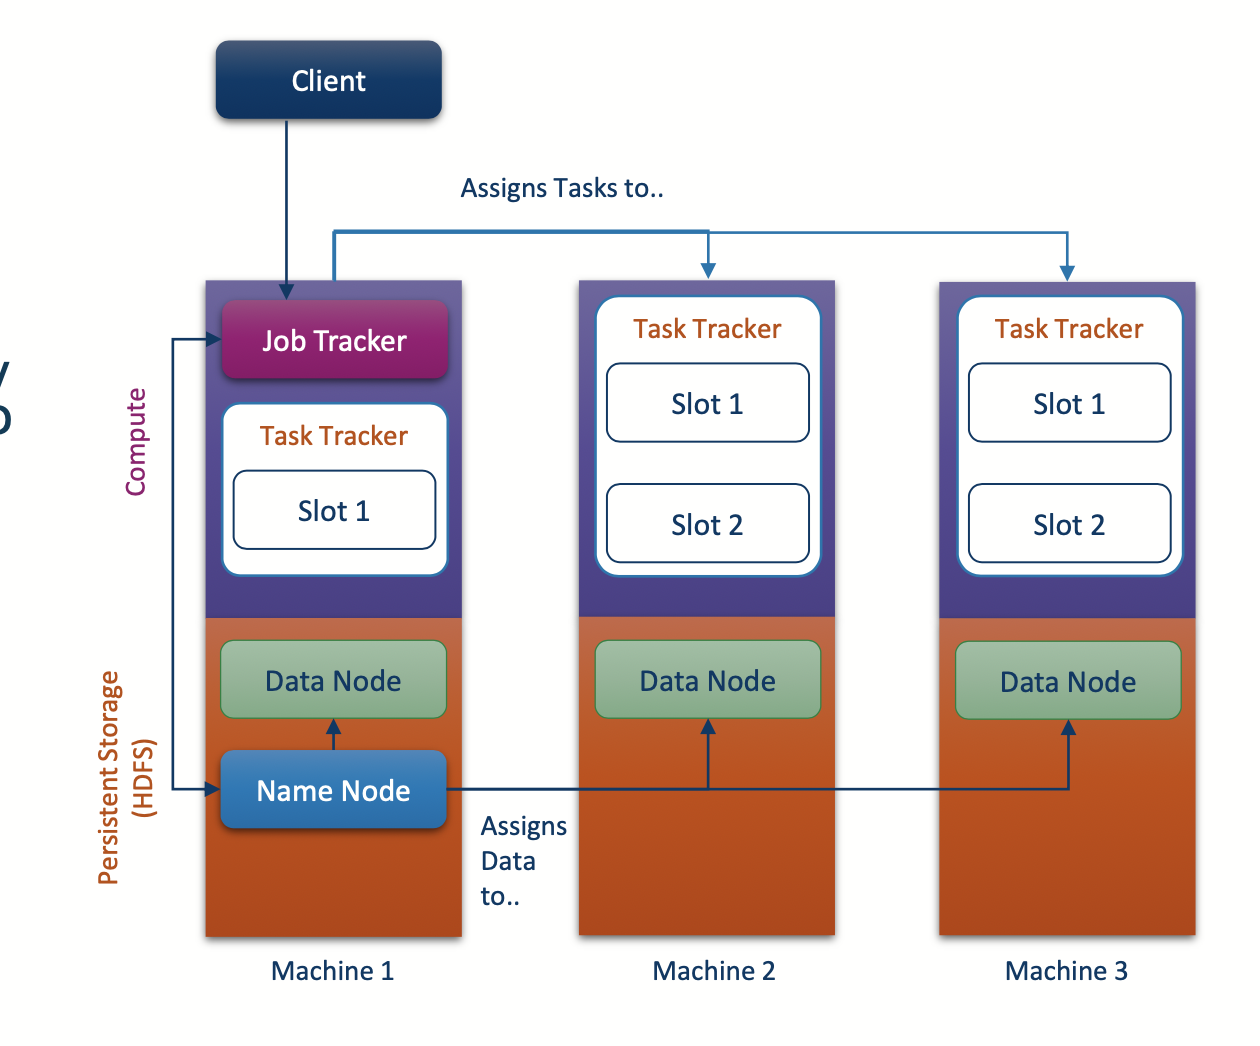 Client
Assigns Tasks to..
Job Tracker
Task Tracker
Slot 1
Task Tracker
Slot 1
Slot 2
Task Tracker
Slot 1
Slot 2
Compute
Data Node
Data Node
Data Node
Name Node
Persistent Storage
(HDFS)
Assigns
Data
to..
Machine 1
Machine 2
Machine 3